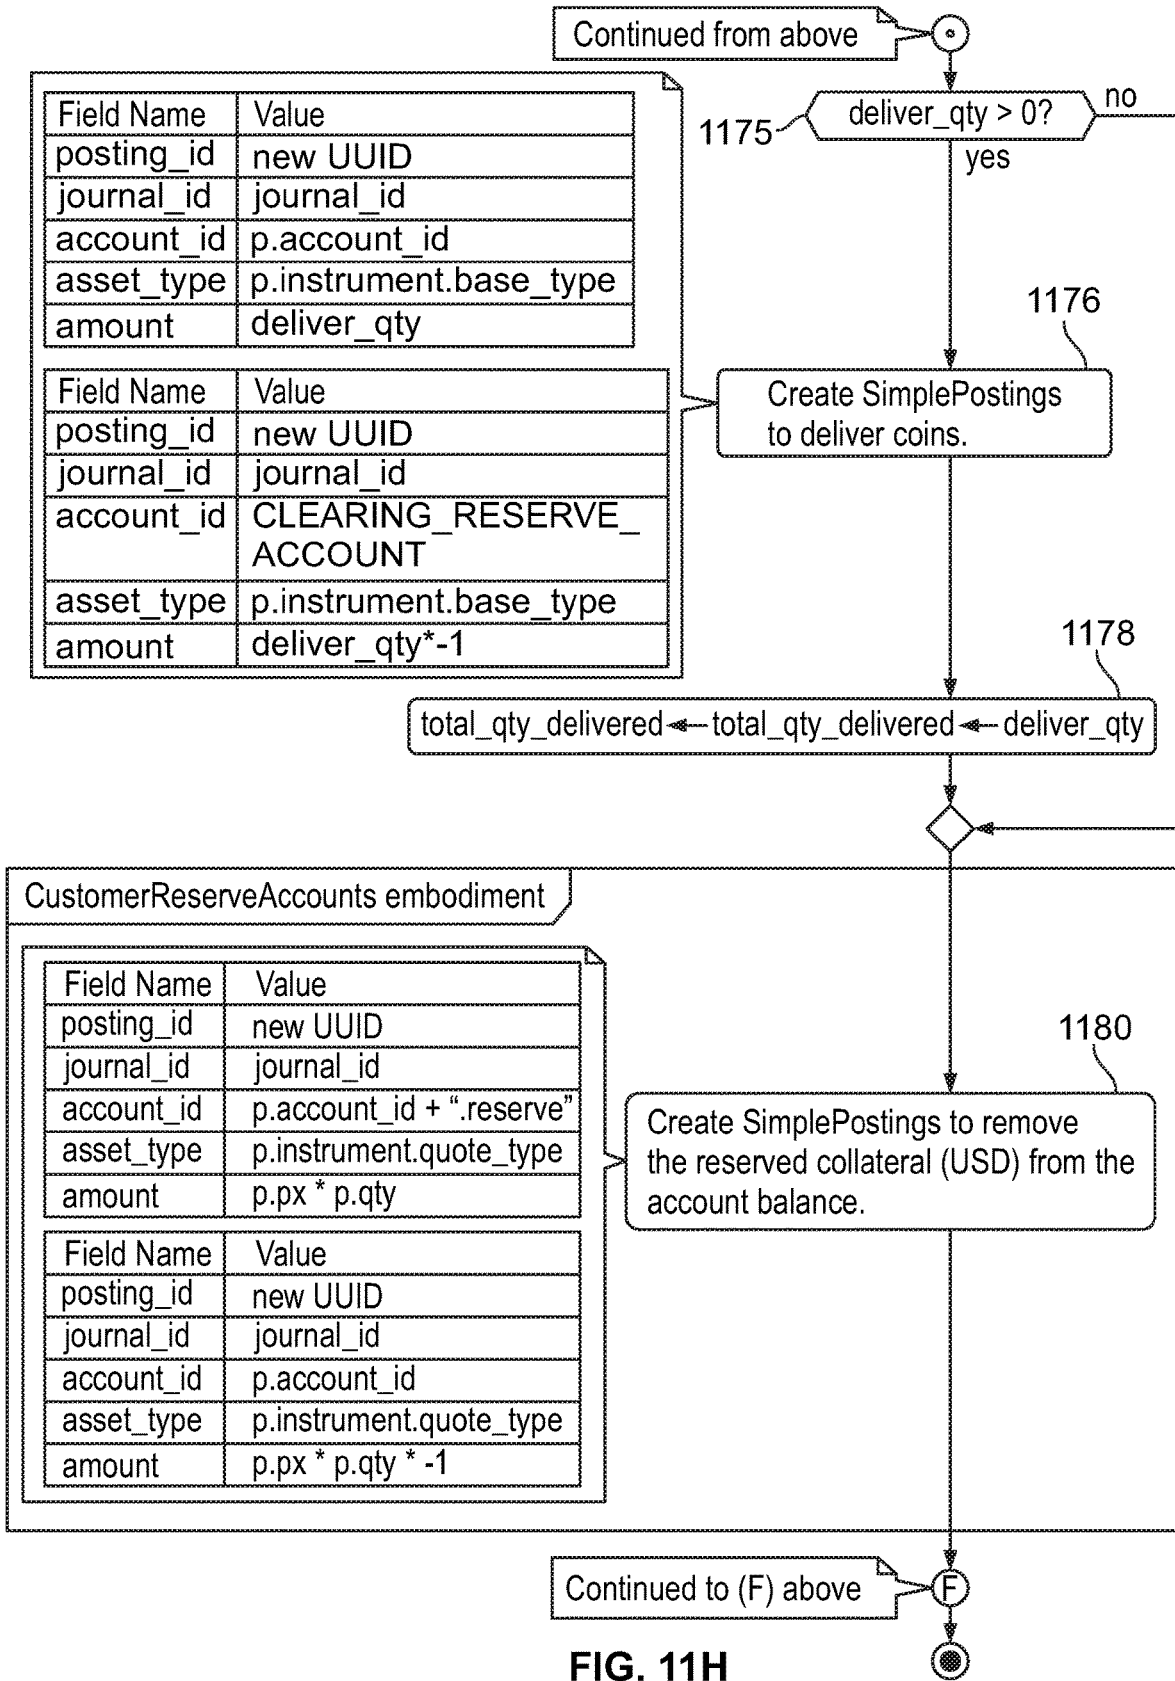 Continued from above
deliver_qty > 0?
no
1175
yes
Field Name Value
posting_id new UUID
journal_id journal_id
account_id p.account_id
asset_type p.instrument.base_type
amount deliver_qty
1176
Create SimplePostings
to deliver coins.
Field Name Value
posting_id new UUID
journal_id journal_id
account_id CLEARING_RESERVE_
ACCOUNT
asset_type p.instrument.base_type
amount deliver_qty*-1
1178
total_qty_delivered total_qty_delivered deliver_qty
CustomerReserveAccounts embodiment
Field Name Value
posting_id new UUID
journal_id journal_id
account_id p.account_id + “.reserve”
asset_type p.instrument.quote_type
amount p.px * p.qty
1180
Create SimplePostings to remove
the reserved collateral (USD) from the
account balance.
Field Name Value
posting_id new UUID
journal_id journal_id
account_id p.account_id
asset_type p.instrument.quote_type
amount p.px * p.qty * -1
Continued to (F) above
F
FIG. 11H